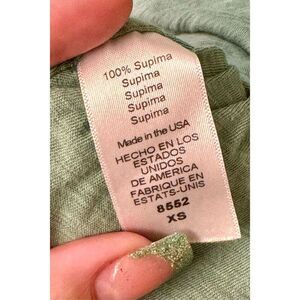 100% Supima
Supima
Supima
Supima
Supima
Made in the USA
HECHO EN LOS
ESTADOS
UNIDOS
DE AMERICA
FABRIQUE EN
ESTATS-UNIS
8552
XS